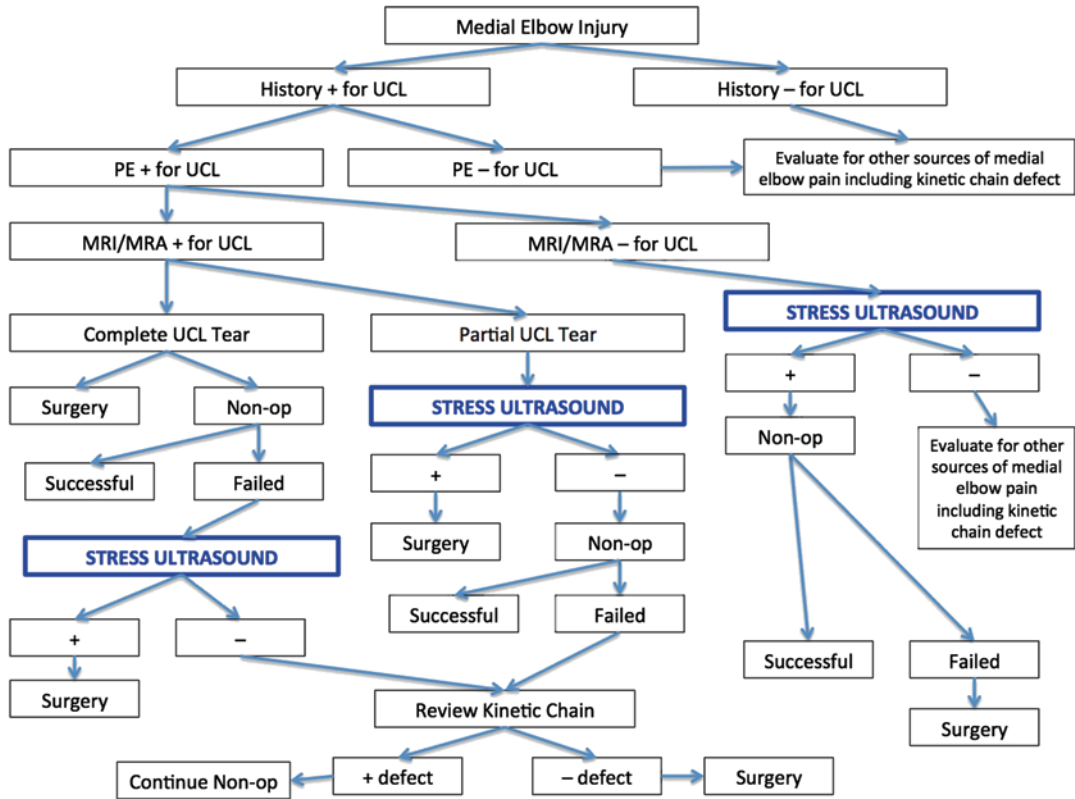 Medial Elbow Injury
History + for UCL
History – for UCL
PE + for UCL
PE – for UCL
Evaluate for other sources of medial
elbow pain including kinetic chain defect
MRI/MRA + for UCL
MRI/MRA – for UCL
STRESS ULTRASOUND
Complete UCL Tear
Partial UCL Tear
+
–
Surgery
Non-op
STRESS ULTRASOUND
Non-op
Evaluate for other
sources of medial
elbow pain
including kinetic
chain defect
Successful
Failed
+
–
STRESS ULTRASOUND
Surgery
Non-op
+
–
Successful
Failed
Successful
Failed
Surgery
Review Kinetic Chain
Surgery
Continue Non-op
+ defect
– defect
Surgery